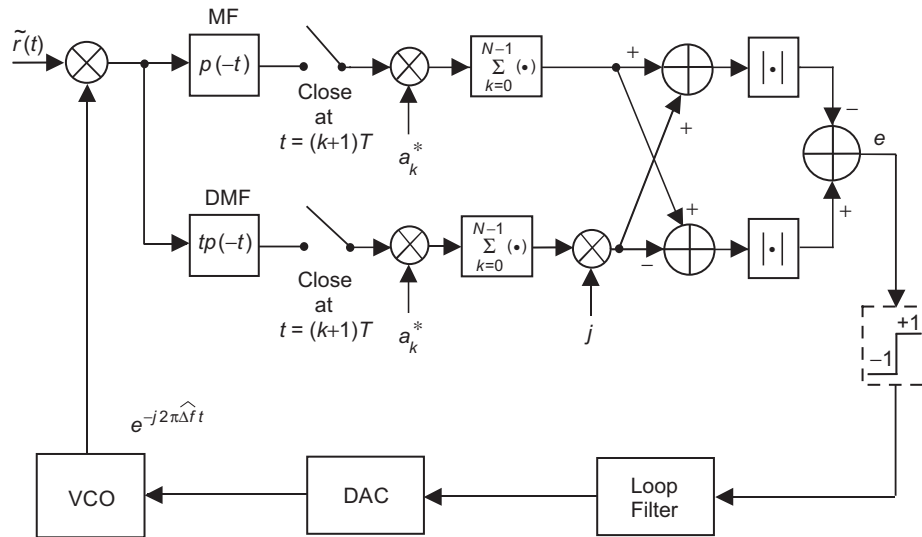 MF
r̃(t)
p(−t)
Close
at
t = (k+1)T
a_k^*
N−1
Σ (•)
k=0
+
+
|•|
−
e
DMF
tp(−t)
Close
at
t = (k+1)T
a_k^*
N−1
Σ (•)
k=0
j
+
−
|•|
+
+1
−1
e^{−j2πΔ̂f t}
VCO
DAC
Loop
Filter